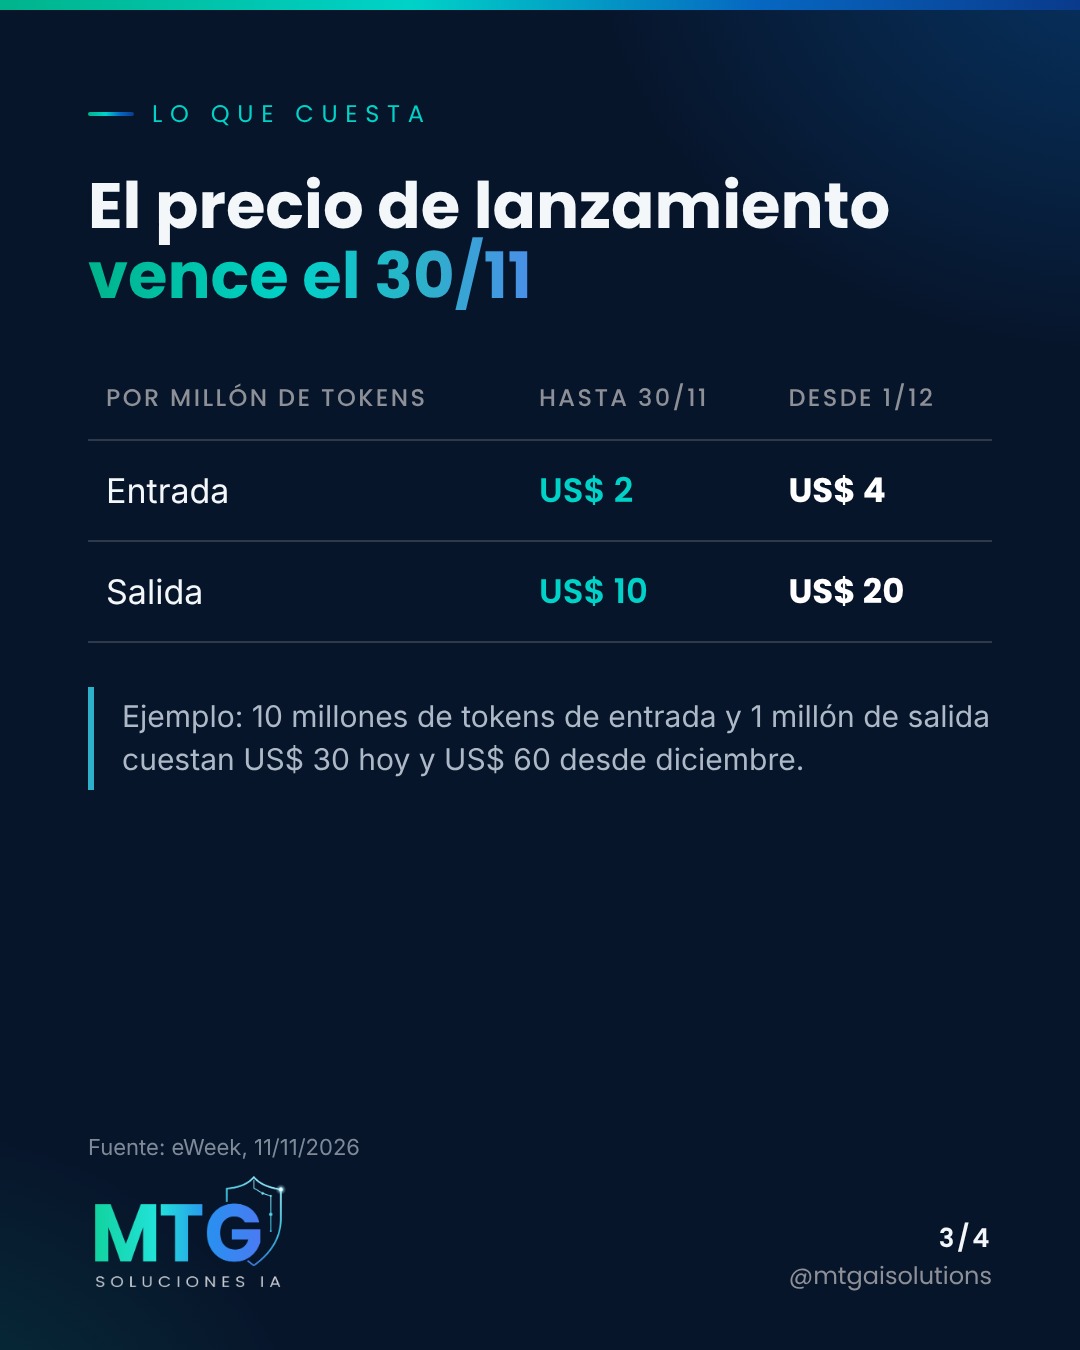 LO QUE CUESTA
El precio de lanzamiento
vence el 30/11
POR MILLÓN DE TOKENS HASTA 30/11 DESDE 1/12
Entrada US$ 2 US$ 4
Salida US$ 10 US$ 20
Ejemplo: 10 millones de tokens de entrada y 1 millón de salida
cuestan US$ 30 hoy y US$ 60 desde diciembre.
Fuente: eWeek, 11/11/2026
MTG
SOLUCIONES IA
3/4
@mtgaisolutions